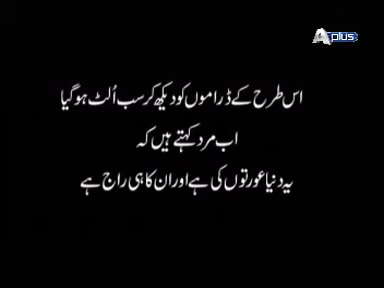 Aplus
اس طرح کے ڈراموں کو دیکھ کر سب اُلٹ ہو گیا
اب مرد کہتے ہیں کہ
یہ دنیا عورتوں کی ہے اور ان کا ہی راج ہے